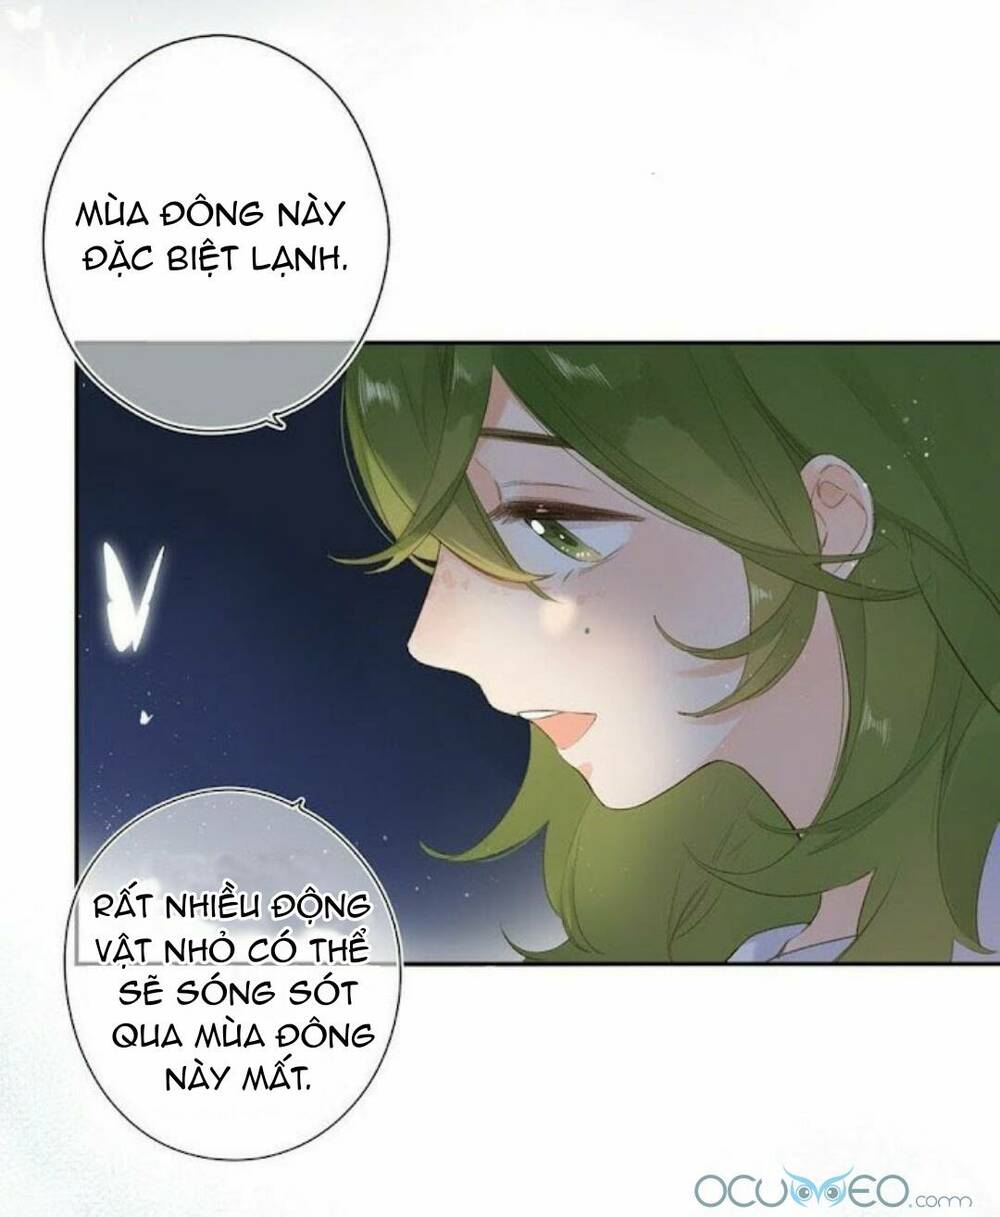 MÙA ĐÔNG NÀY
ĐẶC BIỆT LẠNH.
RẤT NHIỀU ĐỘNG
VẬT NHỎ CÓ THỂ
SẼ SÓNG SÓT
QUA MÙA ĐÔNG
NÀY MẤT.
OCUMEO.com